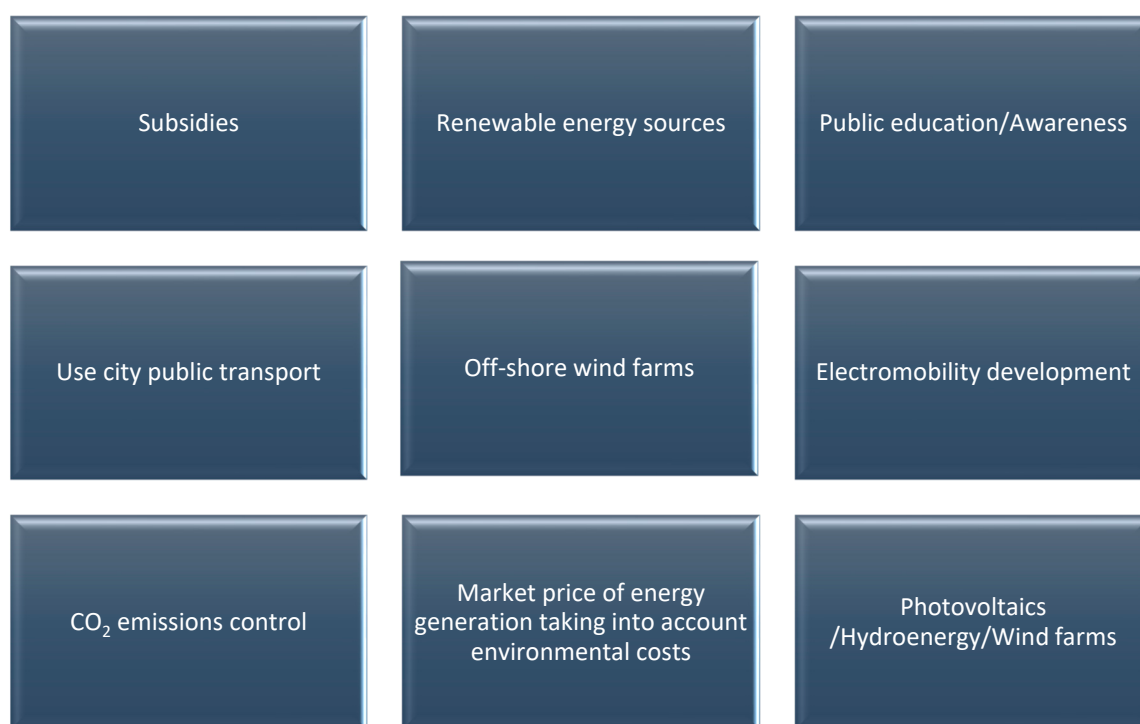 Subsidies
Renewable energy sources
Public education/Awareness
Use city public transport
Off-shore wind farms
Electromobility development
CO₂ emissions control
Market price of energy
generation taking into account
environmental costs
Photovoltaics
/Hydroenergy/Wind farms